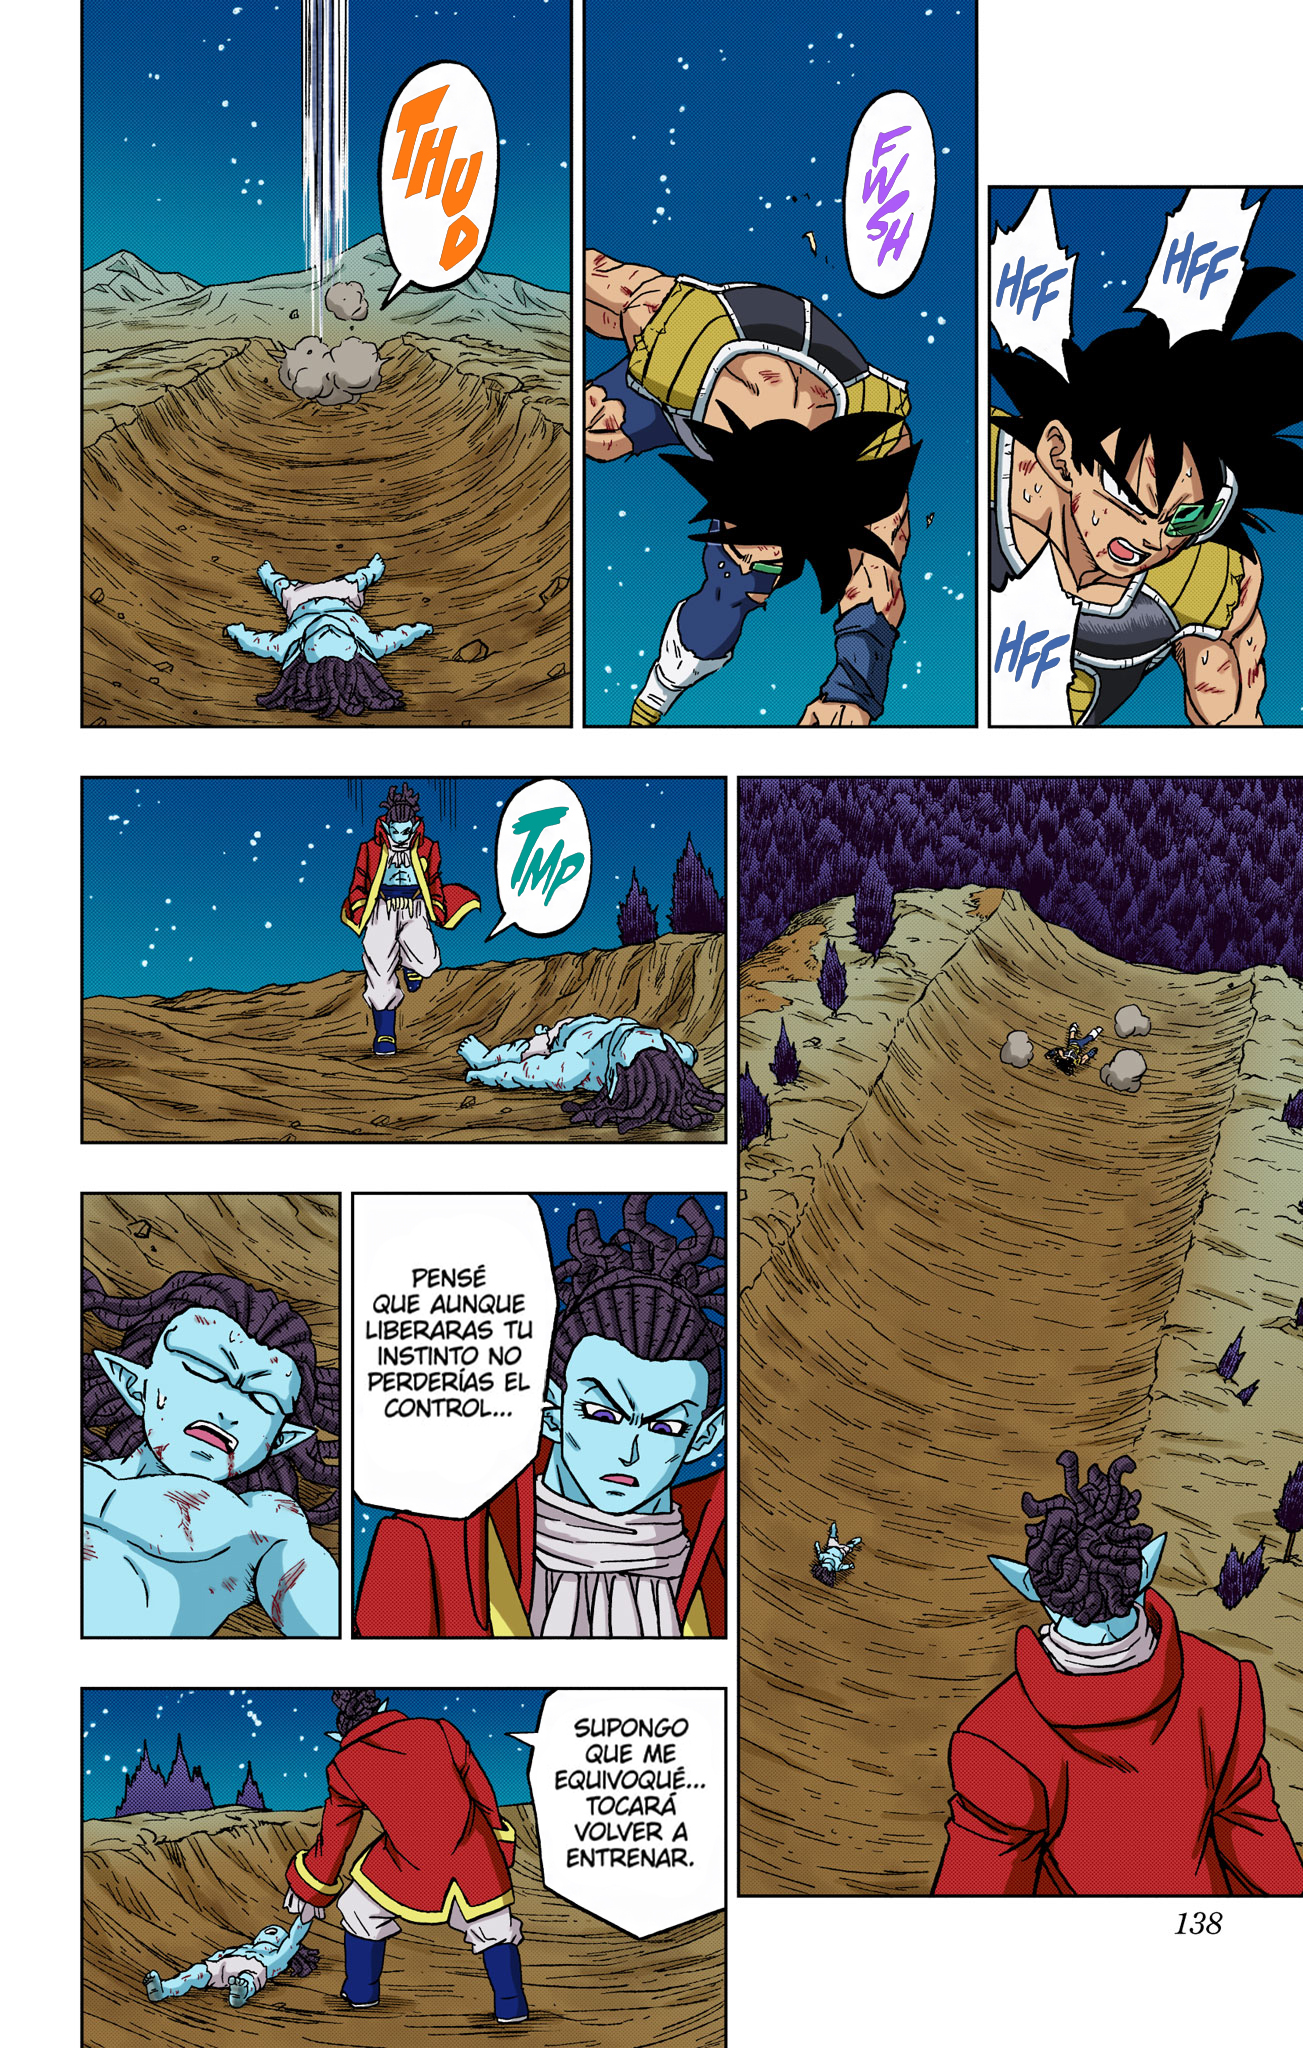 HFF
HFF
HFF
FWSH
THUD
TMP
PENSÉ
QUE AUNQUE
LIBERARAS TU
INSTINTO NO
PERDERÍAS EL
CONTROL...
SUPONGO
QUE ME
EQUIVOQUÉ...
TOCARÁ
VOLVER A
ENTRENAR.
138